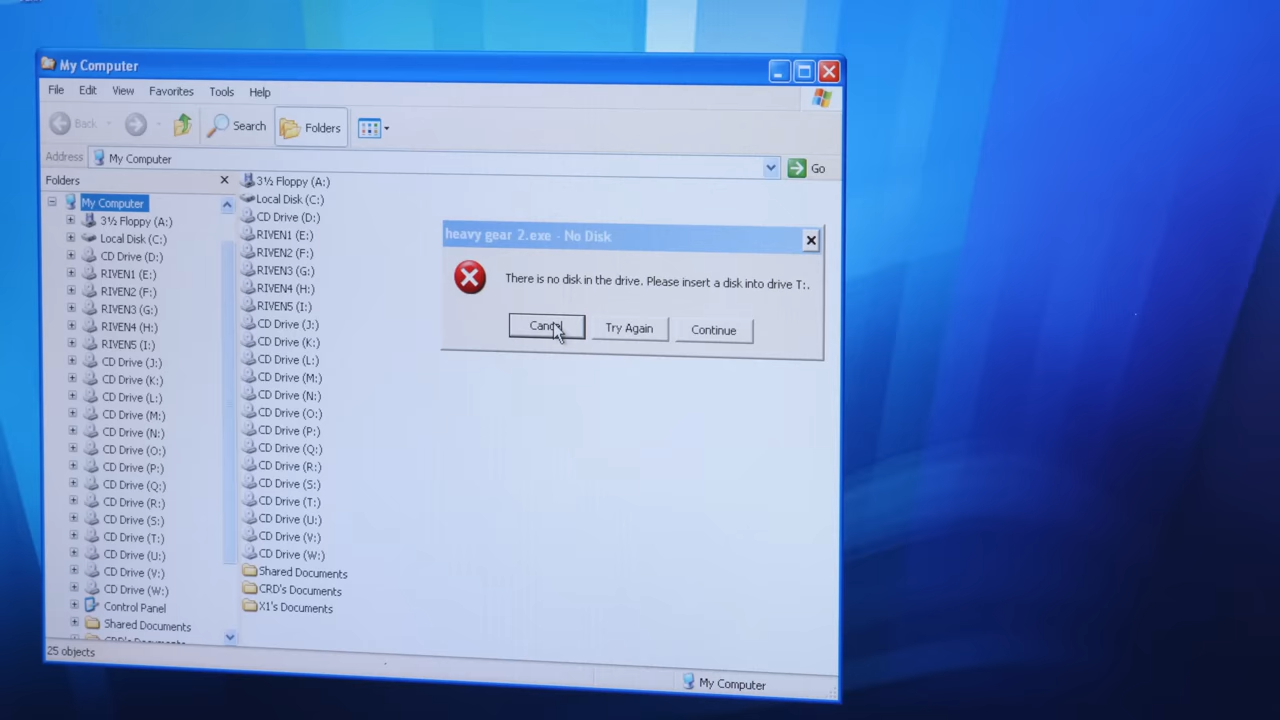 My Computer
File Edit View Favorites Tools Help
Back Search Folders
Address My Computer Go
Folders
My Computer
3½ Floppy (A:)
Local Disk (C:)
CD Drive (D:)
RIVEN1 (E:)
RIVEN2 (F:)
RIVEN3 (G:)
RIVEN4 (H:)
RIVEN5 (I:)
CD Drive (J:)
CD Drive (K:)
CD Drive (L:)
CD Drive (M:)
CD Drive (N:)
CD Drive (O:)
CD Drive (P:)
CD Drive (Q:)
CD Drive (R:)
CD Drive (S:)
CD Drive (T:)
CD Drive (U:)
CD Drive (V:)
CD Drive (W:)
Control Panel
Shared Documents
CRD's Documents
3½ Floppy (A:)
Local Disk (C:)
CD Drive (D:)
RIVEN1 (E:)
RIVEN2 (F:)
RIVEN3 (G:)
RIVEN4 (H:)
RIVEN5 (I:)
CD Drive (J:)
CD Drive (K:)
CD Drive (L:)
CD Drive (M:)
CD Drive (N:)
CD Drive (O:)
CD Drive (P:)
CD Drive (Q:)
CD Drive (R:)
CD Drive (S:)
CD Drive (T:)
CD Drive (U:)
CD Drive (V:)
CD Drive (W:)
Shared Documents
CRD's Documents
X1's Documents
heavy gear 2.exe - No Disk
There is no disk in the drive. Please insert a disk into drive T:.
Cancel Try Again Continue
25 objects
My Computer